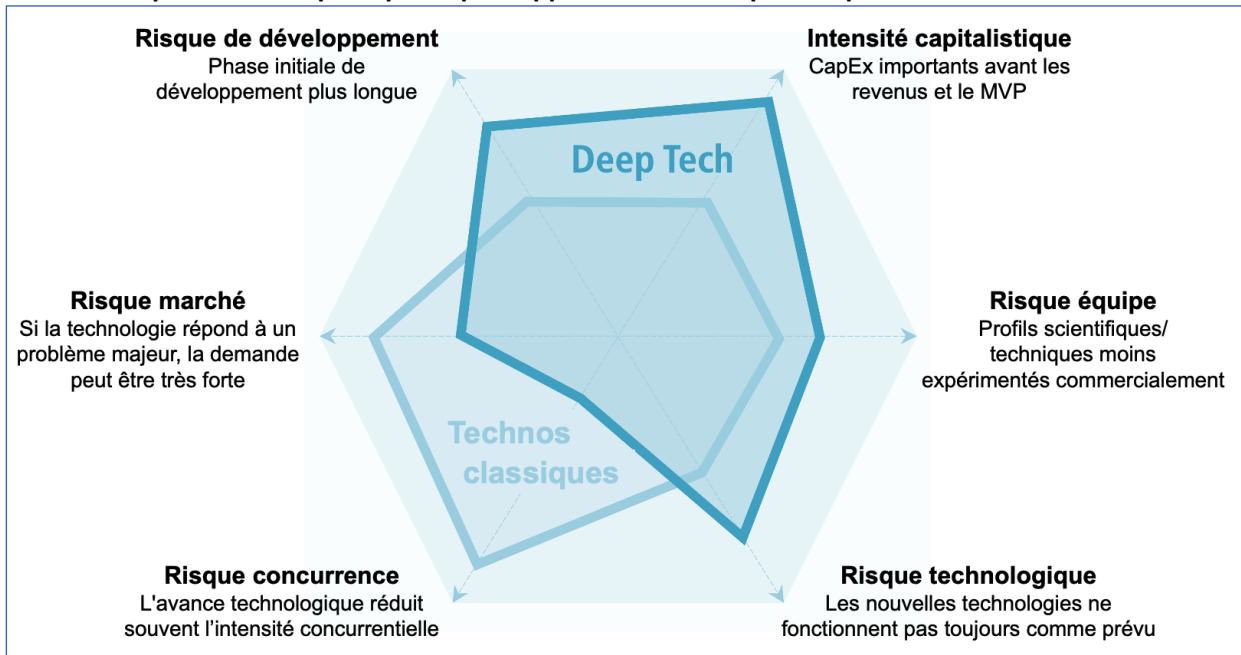 Risque de développement
Phase initiale de
développement plus longue
Intensité capitalistique
CapEx importants avant les
revenus et le MVP
Deep Tech
Risque marché
Si la technologie répond à un
problème majeur, la demande
peut être très forte
Risque équipe
Profils scientifiques/
techniques moins
expérimentés commercialement
Technos
classiques
Risque concurrence
L'avance technologique réduit
souvent l’intensité concurrentielle
Risque technologique
Les nouvelles technologies ne
fonctionnent pas toujours comme prévu